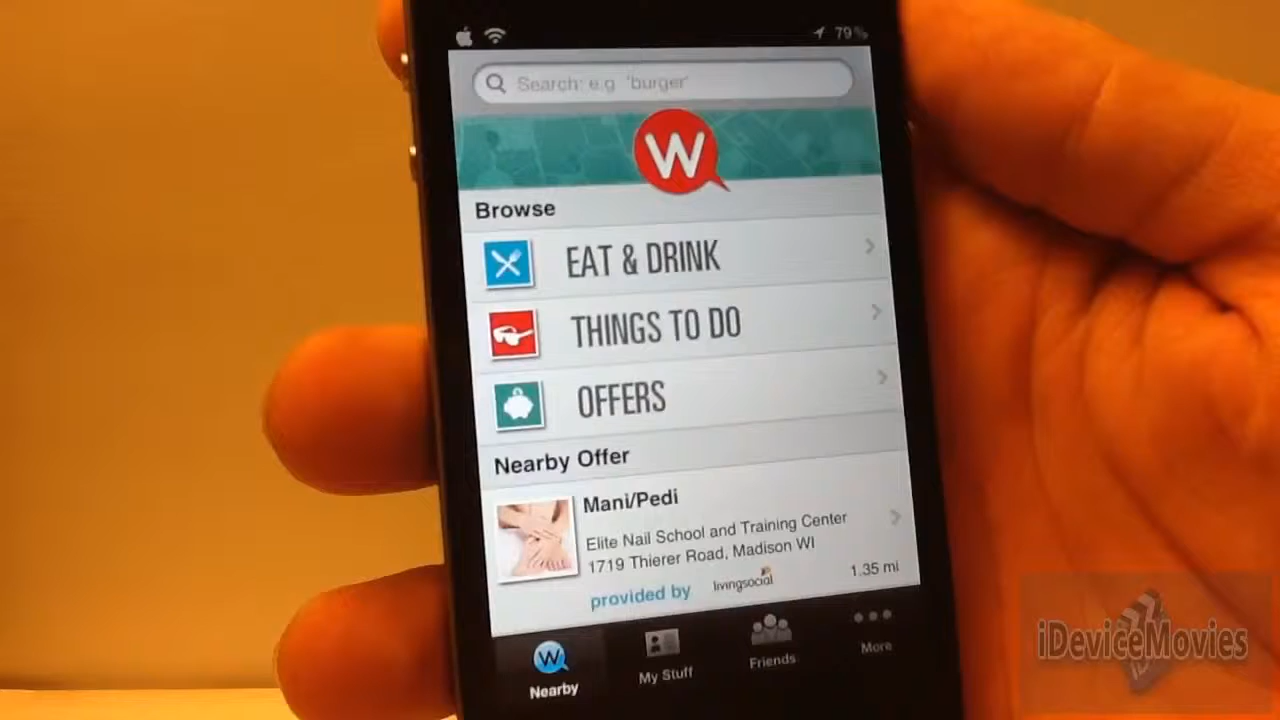 79%
Search: e.g 'burger'
W
Browse
EAT & DRINK
THINGS TO DO
OFFERS
Nearby Offer
Mani/Pedi
Elite Nail School and Training Center
1719 Thierer Road, Madison WI
provided by livingsocial 1.35 mi
W
Nearby
My Stuff
Friends
More
iDeviceMovies